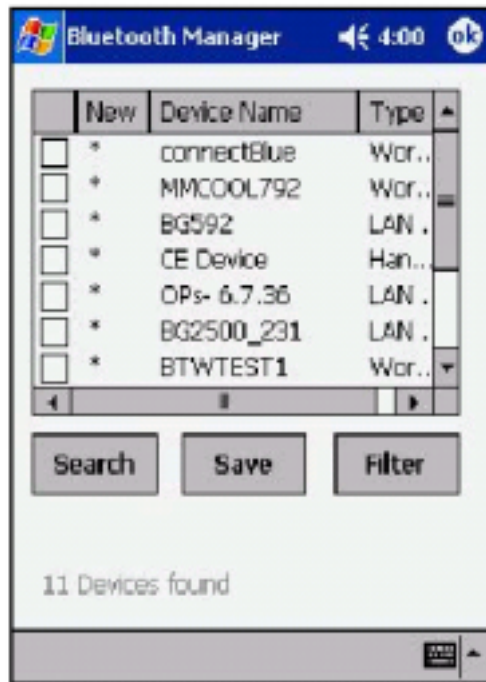 Bluetooth Manager 4:00 ok
New Device Name Type
* connectBlue Wor..
* MMCOOL792 Wor..
* BG592 LAN .
* CE Device Han...
* OPs- 6.7.36 LAN .
* BG2500_231 LAN .
* BTWTEST1 Wor..
Search Save Filter
11 Devices found